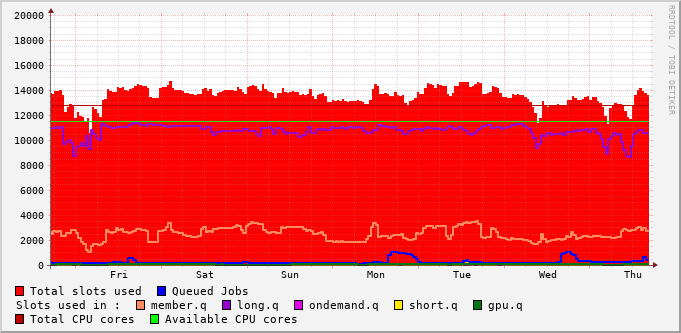 20000
18000
16000
14000
12000
10000
8000
6000
4000
2000
0
Fri Sat Sun Mon Tue Wed Thu
RRDTOOL / TOBI OETIKER
Total slots used Queued Jobs
Slots used in : member.q long.q ondemand.q short.q gpu.q
Total CPU cores Available CPU cores